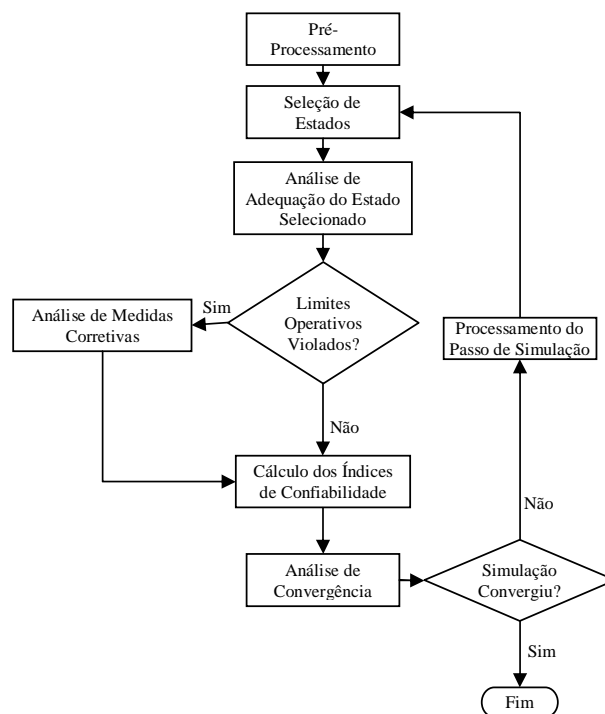 Pré-
Processamento
Seleção de
Estados
Análise de
Adequação do Estado
Selecionado
Limites
Operativos
Violados?
Sim
Análise de Medidas
Corretivas
Não
Cálculo dos Índices
de Confiabilidade
Análise de
Convergência
Simulação
Convergiu?
Não
Processamento do
Passo de Simulação
Sim
Fim